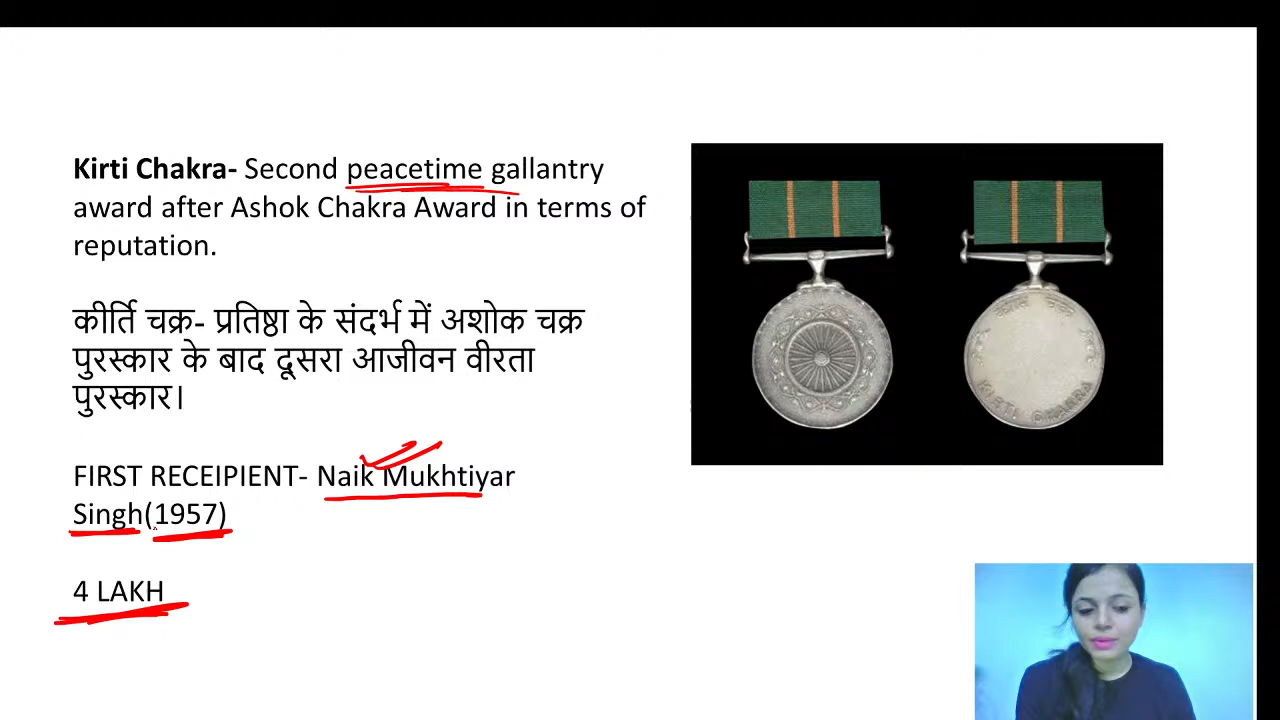 Kirti Chakra- Second peacetime gallantry
award after Ashok Chakra Award in terms of
reputation.
कीर्ति चक्र- प्रतिष्ठा के संदर्भ में अशोक चक्र
पुरस्कार के बाद दूसरा आजीवन वीरता
पुरस्कार।
FIRST RECEIPIENT- Naik Mukhtiyar
Singh(1957)
4 LAKH
KIRTI CHAKRA